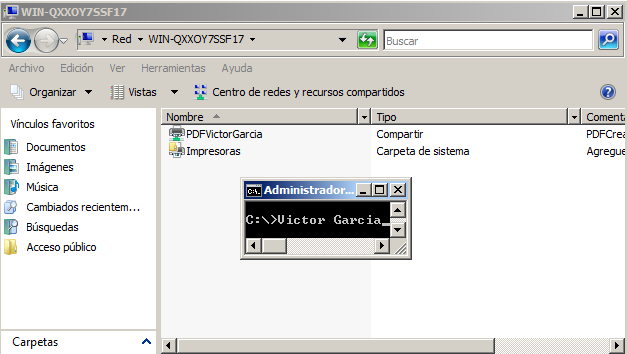 WIN-QXXOY7SSF17
Red WIN-QXXOY7SSF17 Buscar
Archivo Edición Ver Herramientas Ayuda
Organizar Vistas Centro de redes y recursos compartidos
Vínculos favoritos
Documentos
Imágenes
Música
Cambiados recientem...
Búsquedas
Acceso público
Carpetas
Nombre Tipo Comenta
PDFVictorGarcia Compartir PDFCrea
Impresoras Carpeta de sistema Agregue
Administrador...
C:\>Victor Garcia_